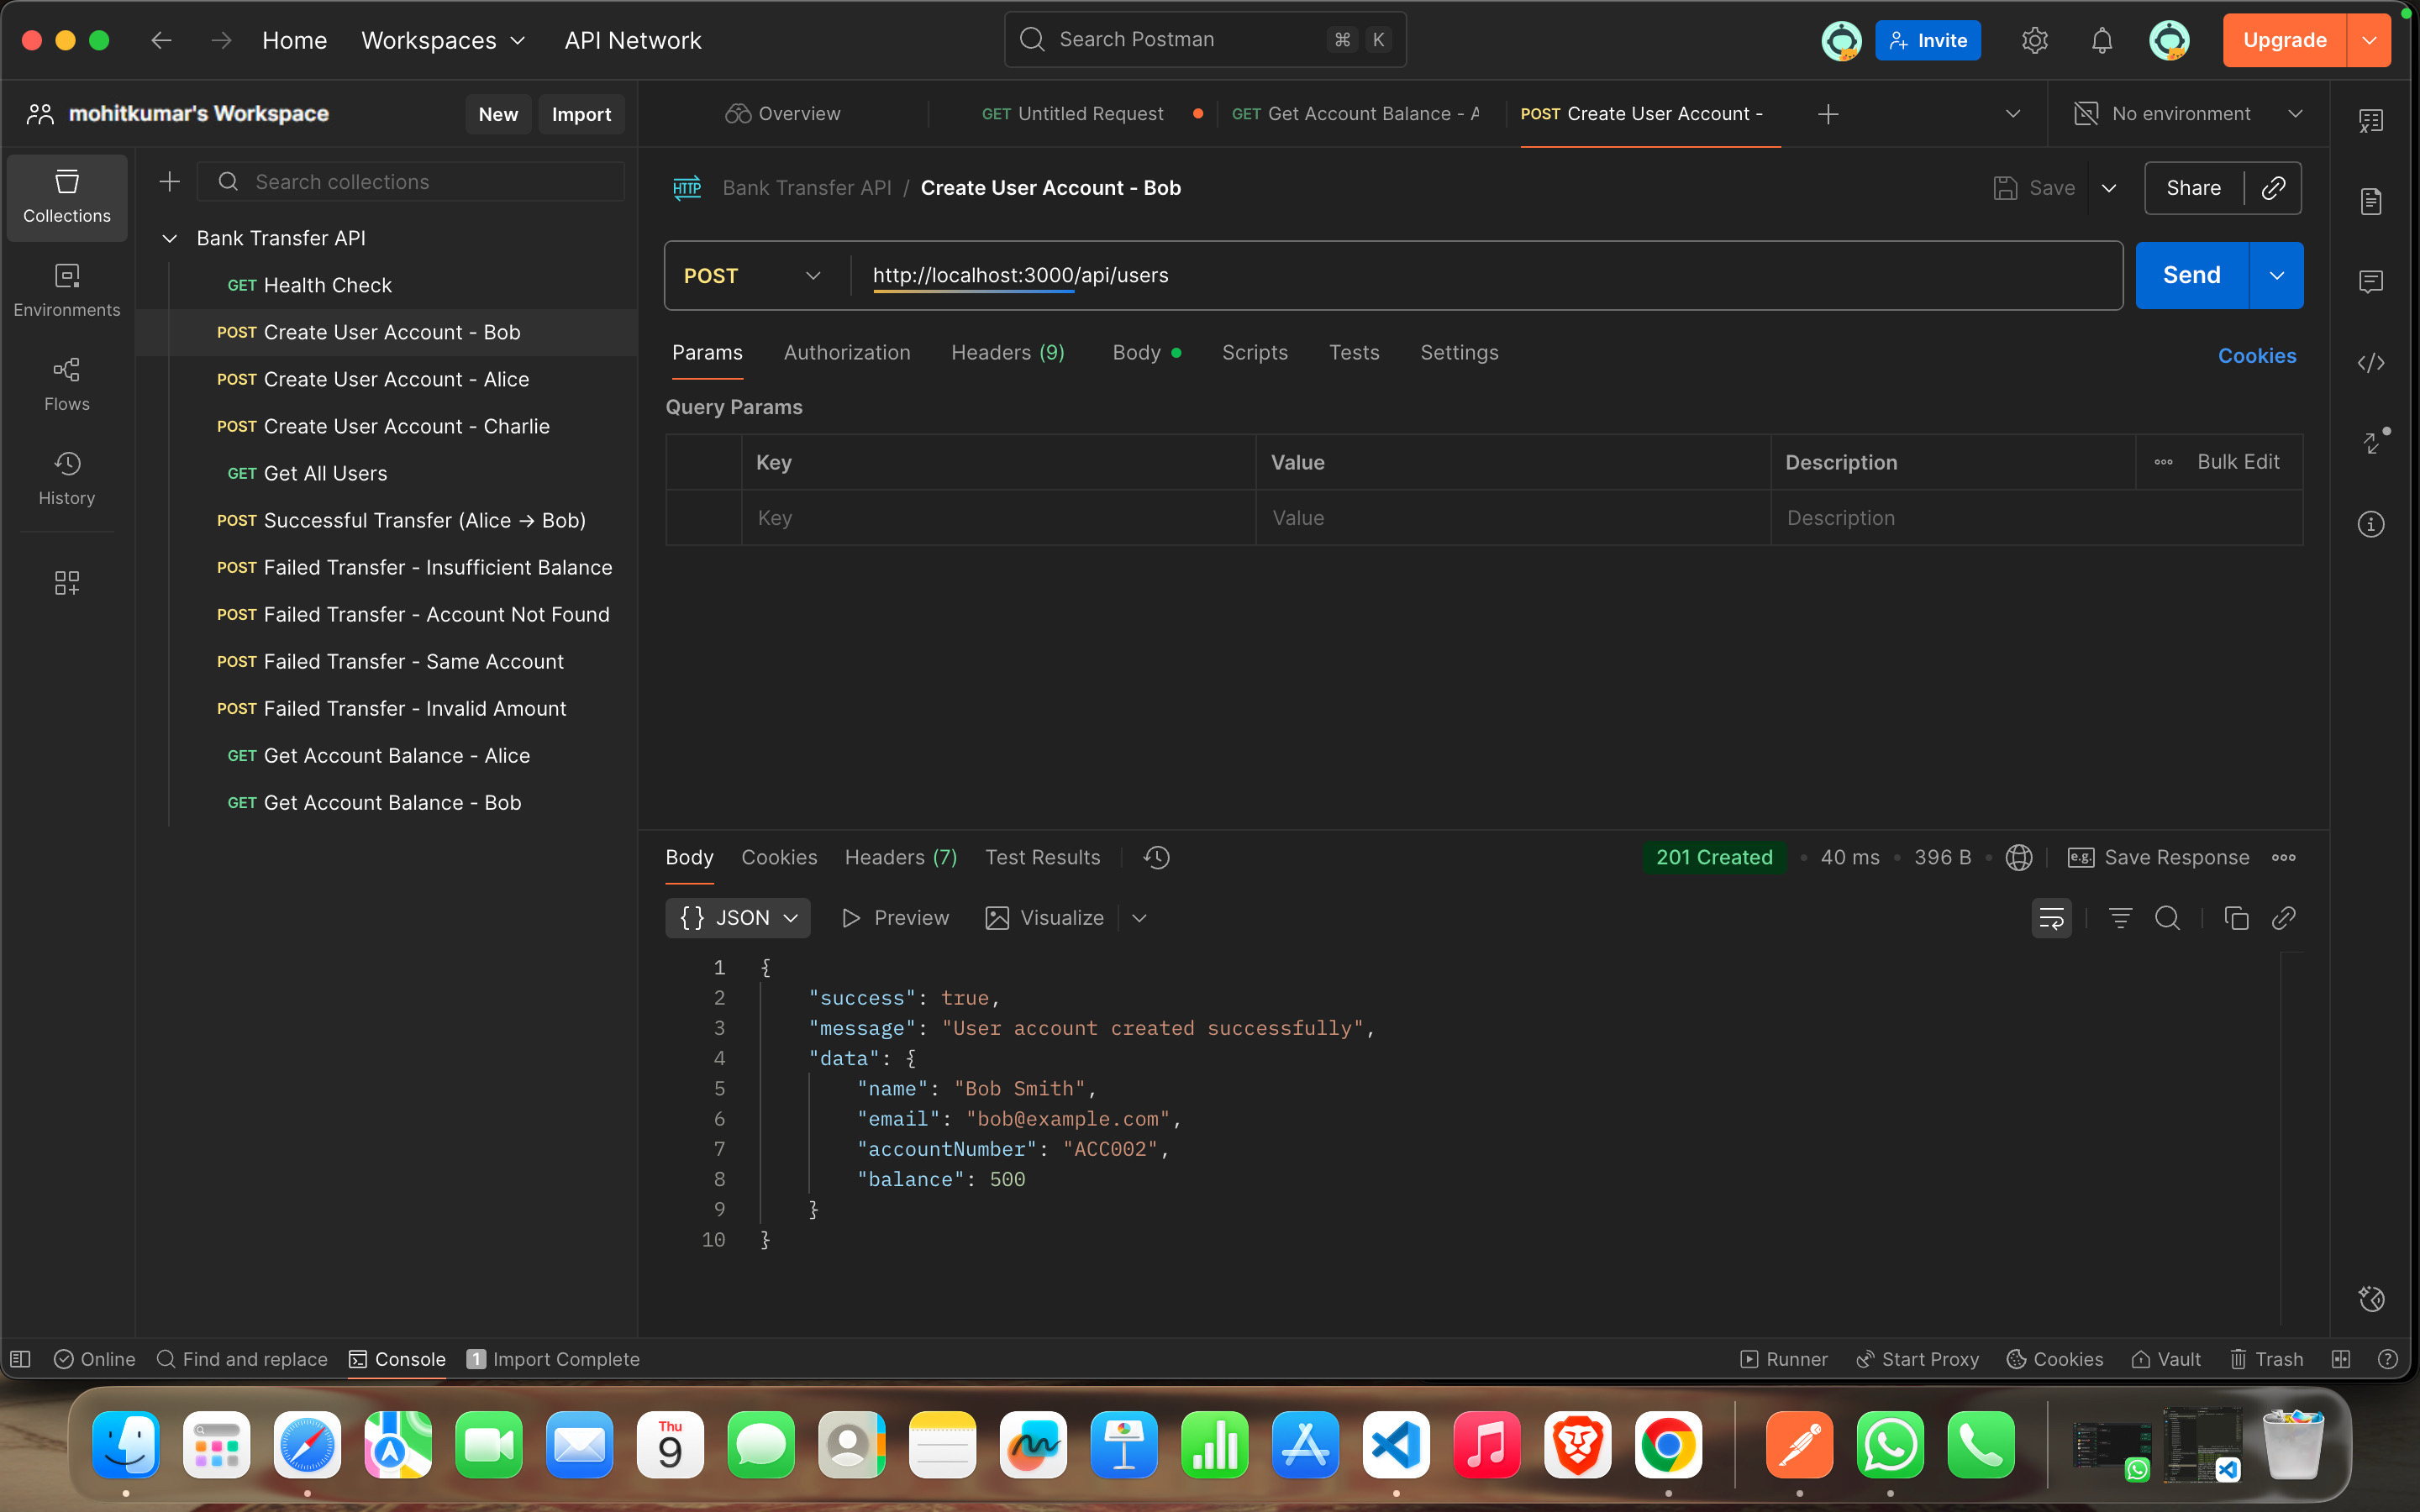 Home
Workspaces
API Network
Search Postman
⌘ K
Invite
Upgrade
mohitkumar's Workspace
New
Import
Overview
GET Untitled Request
GET Get Account Balance - A
POST Create User Account -
No environment
Collections
Environments
Flows
History
Search collections
Bank Transfer API
GET Health Check
POST Create User Account - Bob
POST Create User Account - Alice
POST Create User Account - Charlie
GET Get All Users
POST Successful Transfer (Alice → Bob)
POST Failed Transfer - Insufficient Balance
POST Failed Transfer - Account Not Found
POST Failed Transfer - Same Account
POST Failed Transfer - Invalid Amount
GET Get Account Balance - Alice
GET Get Account Balance - Bob
HTTP Bank Transfer API / Create User Account - Bob
Save
Share
POST
http://localhost:3000/api/users
Send
Params
Authorization
Headers (9)
Body
Scripts
Tests
Settings
Cookies
Query Params
Key
Value
Description
Bulk Edit
Key
Value
Description
Body
Cookies
Headers (7)
Test Results
201 Created
40 ms
396 B
e.g. Save Response
{} JSON
Preview
Visualize
1 {
2 "success": true,
3 "message": "User account created successfully",
4 "data": {
5 "name": "Bob Smith",
6 "email": "bob@example.com",
7 "accountNumber": "ACC002",
8 "balance": 500
9 }
10 }
Online
Find and replace
Console
1 Import Complete
Runner
Start Proxy
Cookies
Vault
Trash
Thu
9